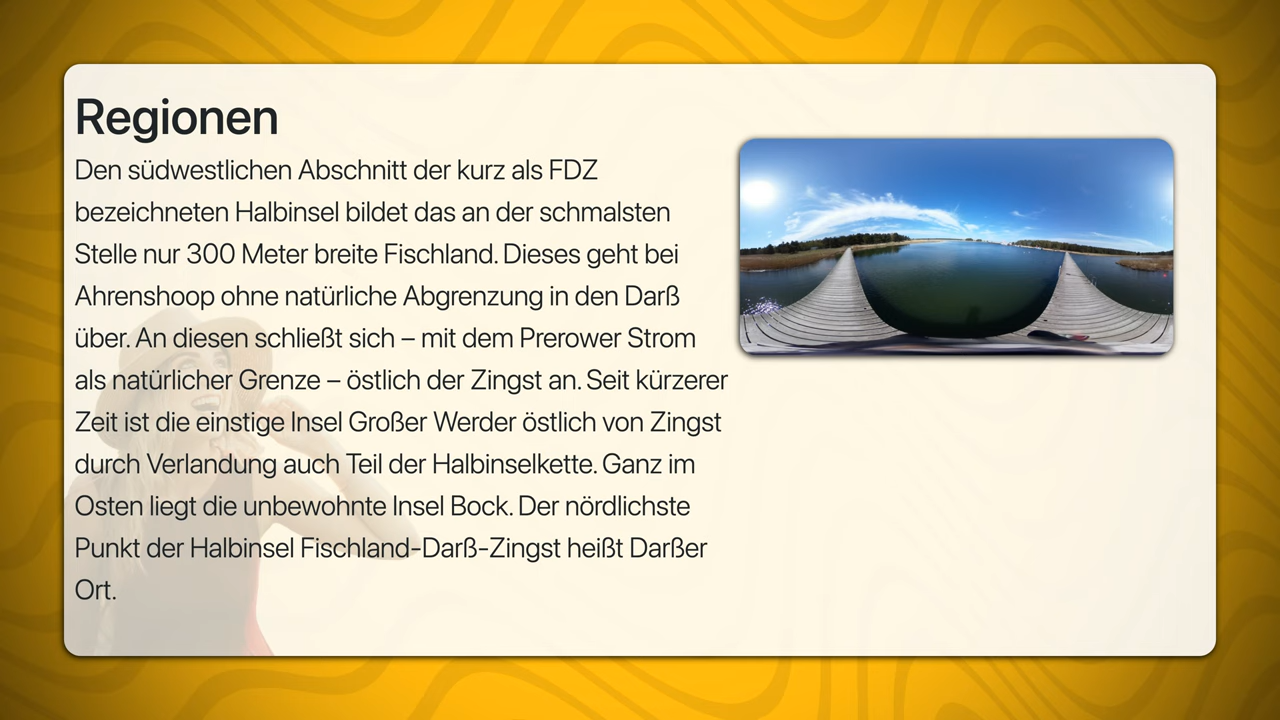 Regionen
Den südwestlichen Abschnitt der kurz als FDZ
bezeichneten Halbinsel bildet das an der schmalsten
Stelle nur 300 Meter breite Fischland. Dieses geht bei
Ahrenshoop ohne natürliche Abgrenzung in den Darß
über. An diesen schließt sich – mit dem Prerower Strom
als natürlicher Grenze – östlich der Zingst an. Seit kürzerer
Zeit ist die einstige Insel Großer Werder östlich von Zingst
durch Verlandung auch Teil der Halbinselkette. Ganz im
Osten liegt die unbewohnte Insel Bock. Der nördlichste
Punkt der Halbinsel Fischland-Darß-Zingst heißt Darßer
Ort.